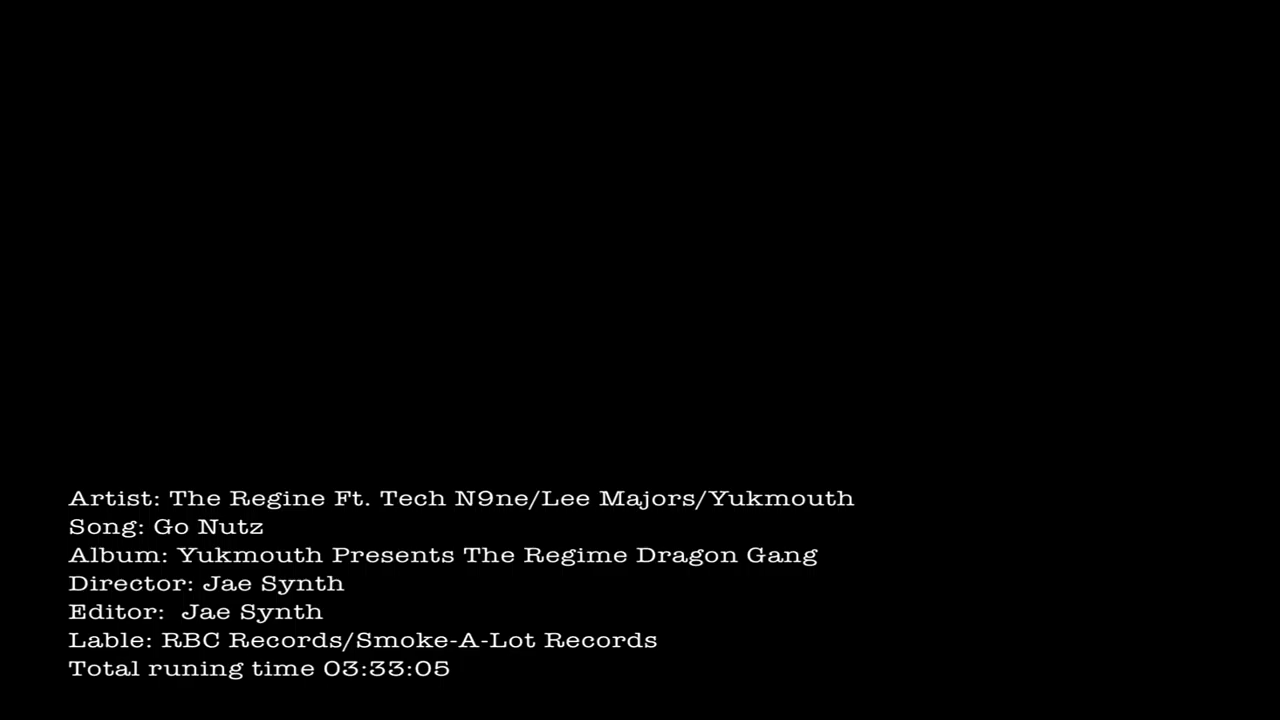 Artist: The Regine Ft. Tech N9ne/Lee Majors/Yukmouth
Song: Go Nutz
Album: Yukmouth Presents The Regime Dragon Gang
Director: Jae Synth
Editor:  Jae Synth
Lable: RBC Records/Smoke-A-Lot Records
Total runing time 03:33:05